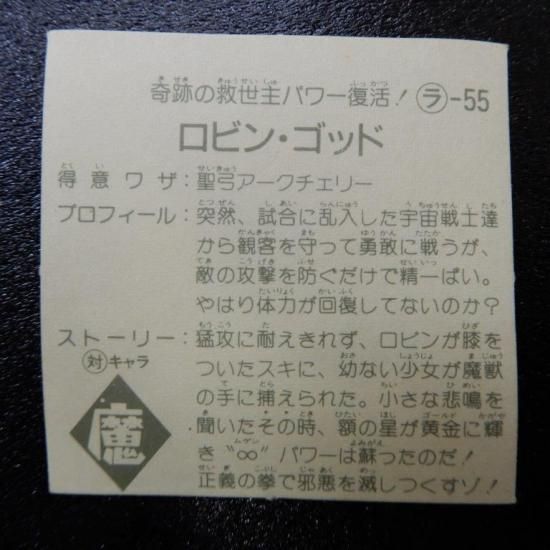 奇跡の救世主パワー復活! ラ-55
ロビン・ゴッド
得意ワザ:聖弓アークチェリー
プロフィール:突然、試合に乱入した宇宙戦士達
から観客を守って勇敢に戦うが、
敵の攻撃を防ぐだけで精一ぱい。
やはり体力が回復してないのか?
ストーリー:猛攻に耐えきれず、ロビンが膝を
対キャラ
ついたスキに、幼ない少女が魔獣
の手に捕えられた。小さな悲鳴を
魔
聞いたその時、額の星が黄金に輝
き“∞”パワーは蘇ったのだ!
正義の拳で邪悪を滅しつくすゾ!